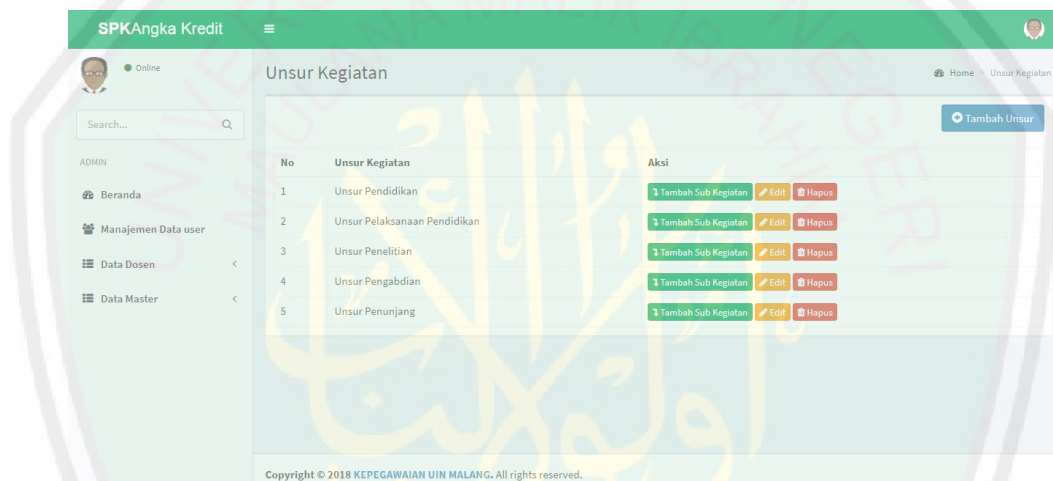 SPKAngka Kredit
Online
Search...
ADMIN
Beranda
Manajemen Data user
Data Dosen
Data Master
Unsur Kegiatan
Home > Unsur Kegiatan
Tambah Unsur
No Unsur Kegiatan Aksi
1 Unsur Pendidikan Tambah Sub Kegiatan Edit Hapus
2 Unsur Pelaksanaan Pendidikan Tambah Sub Kegiatan Edit Hapus
3 Unsur Penelitian Tambah Sub Kegiatan Edit Hapus
4 Unsur Pengabdian Tambah Sub Kegiatan Edit Hapus
5 Unsur Penunjang Tambah Sub Kegiatan Edit Hapus
Copyright © 2018 KEPEGAWAIAN UIN MALANG. All rights reserved.